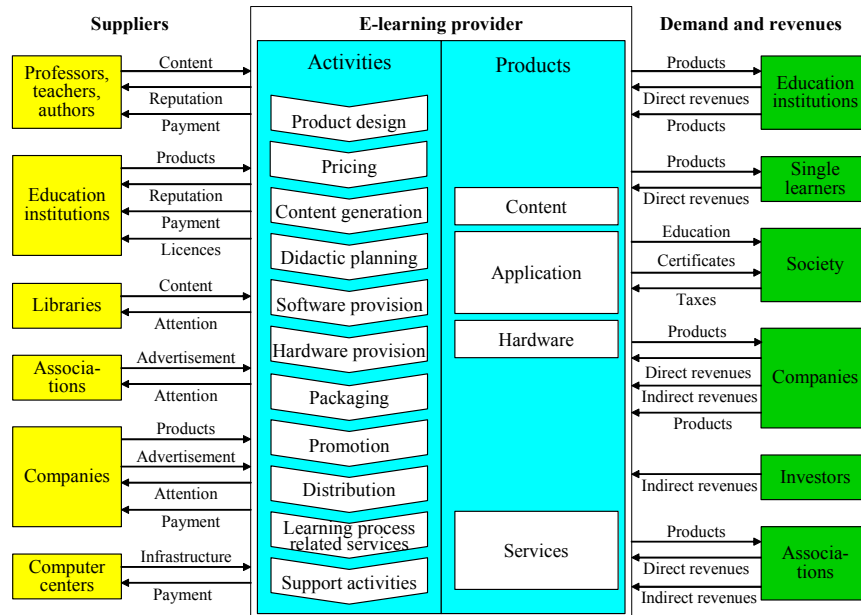 Suppliers
E-learning provider
Demand and revenues
Professors,
teachers,
authors
Content
Reputation
Payment
Education
institutions
Products
Reputation
Payment
Licences
Libraries
Content
Attention
Associa-
tions
Advertisement
Attention
Companies
Products
Advertisement
Attention
Payment
Computer
centers
Infrastructure
Payment
Activities
Product design
Pricing
Content generation
Didactic planning
Software provision
Hardware provision
Packaging
Promotion
Distribution
Learning process
related services
Support activities
Products
Content
Application
Hardware
Services
Products
Direct revenues
Products
Education
institutions
Products
Direct revenues
Single
learners
Education
Certificates
Taxes
Society
Products
Direct revenues
Indirect revenues
Products
Companies
Indirect revenues
Investors
Products
Direct revenues
Indirect revenues
Associa-
tions